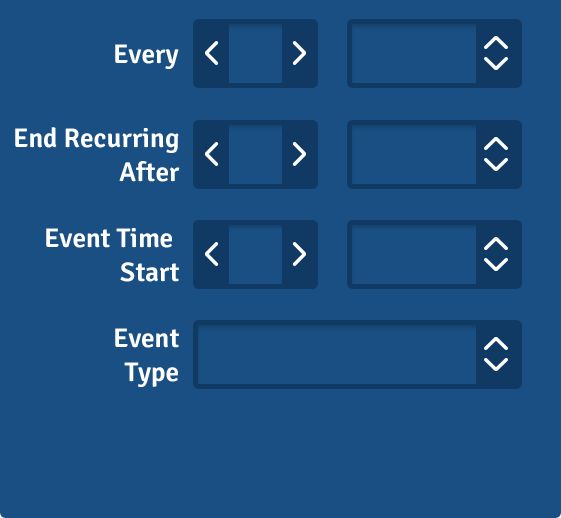 Every
End Recurring
After
Event Time
Start
Event
Type